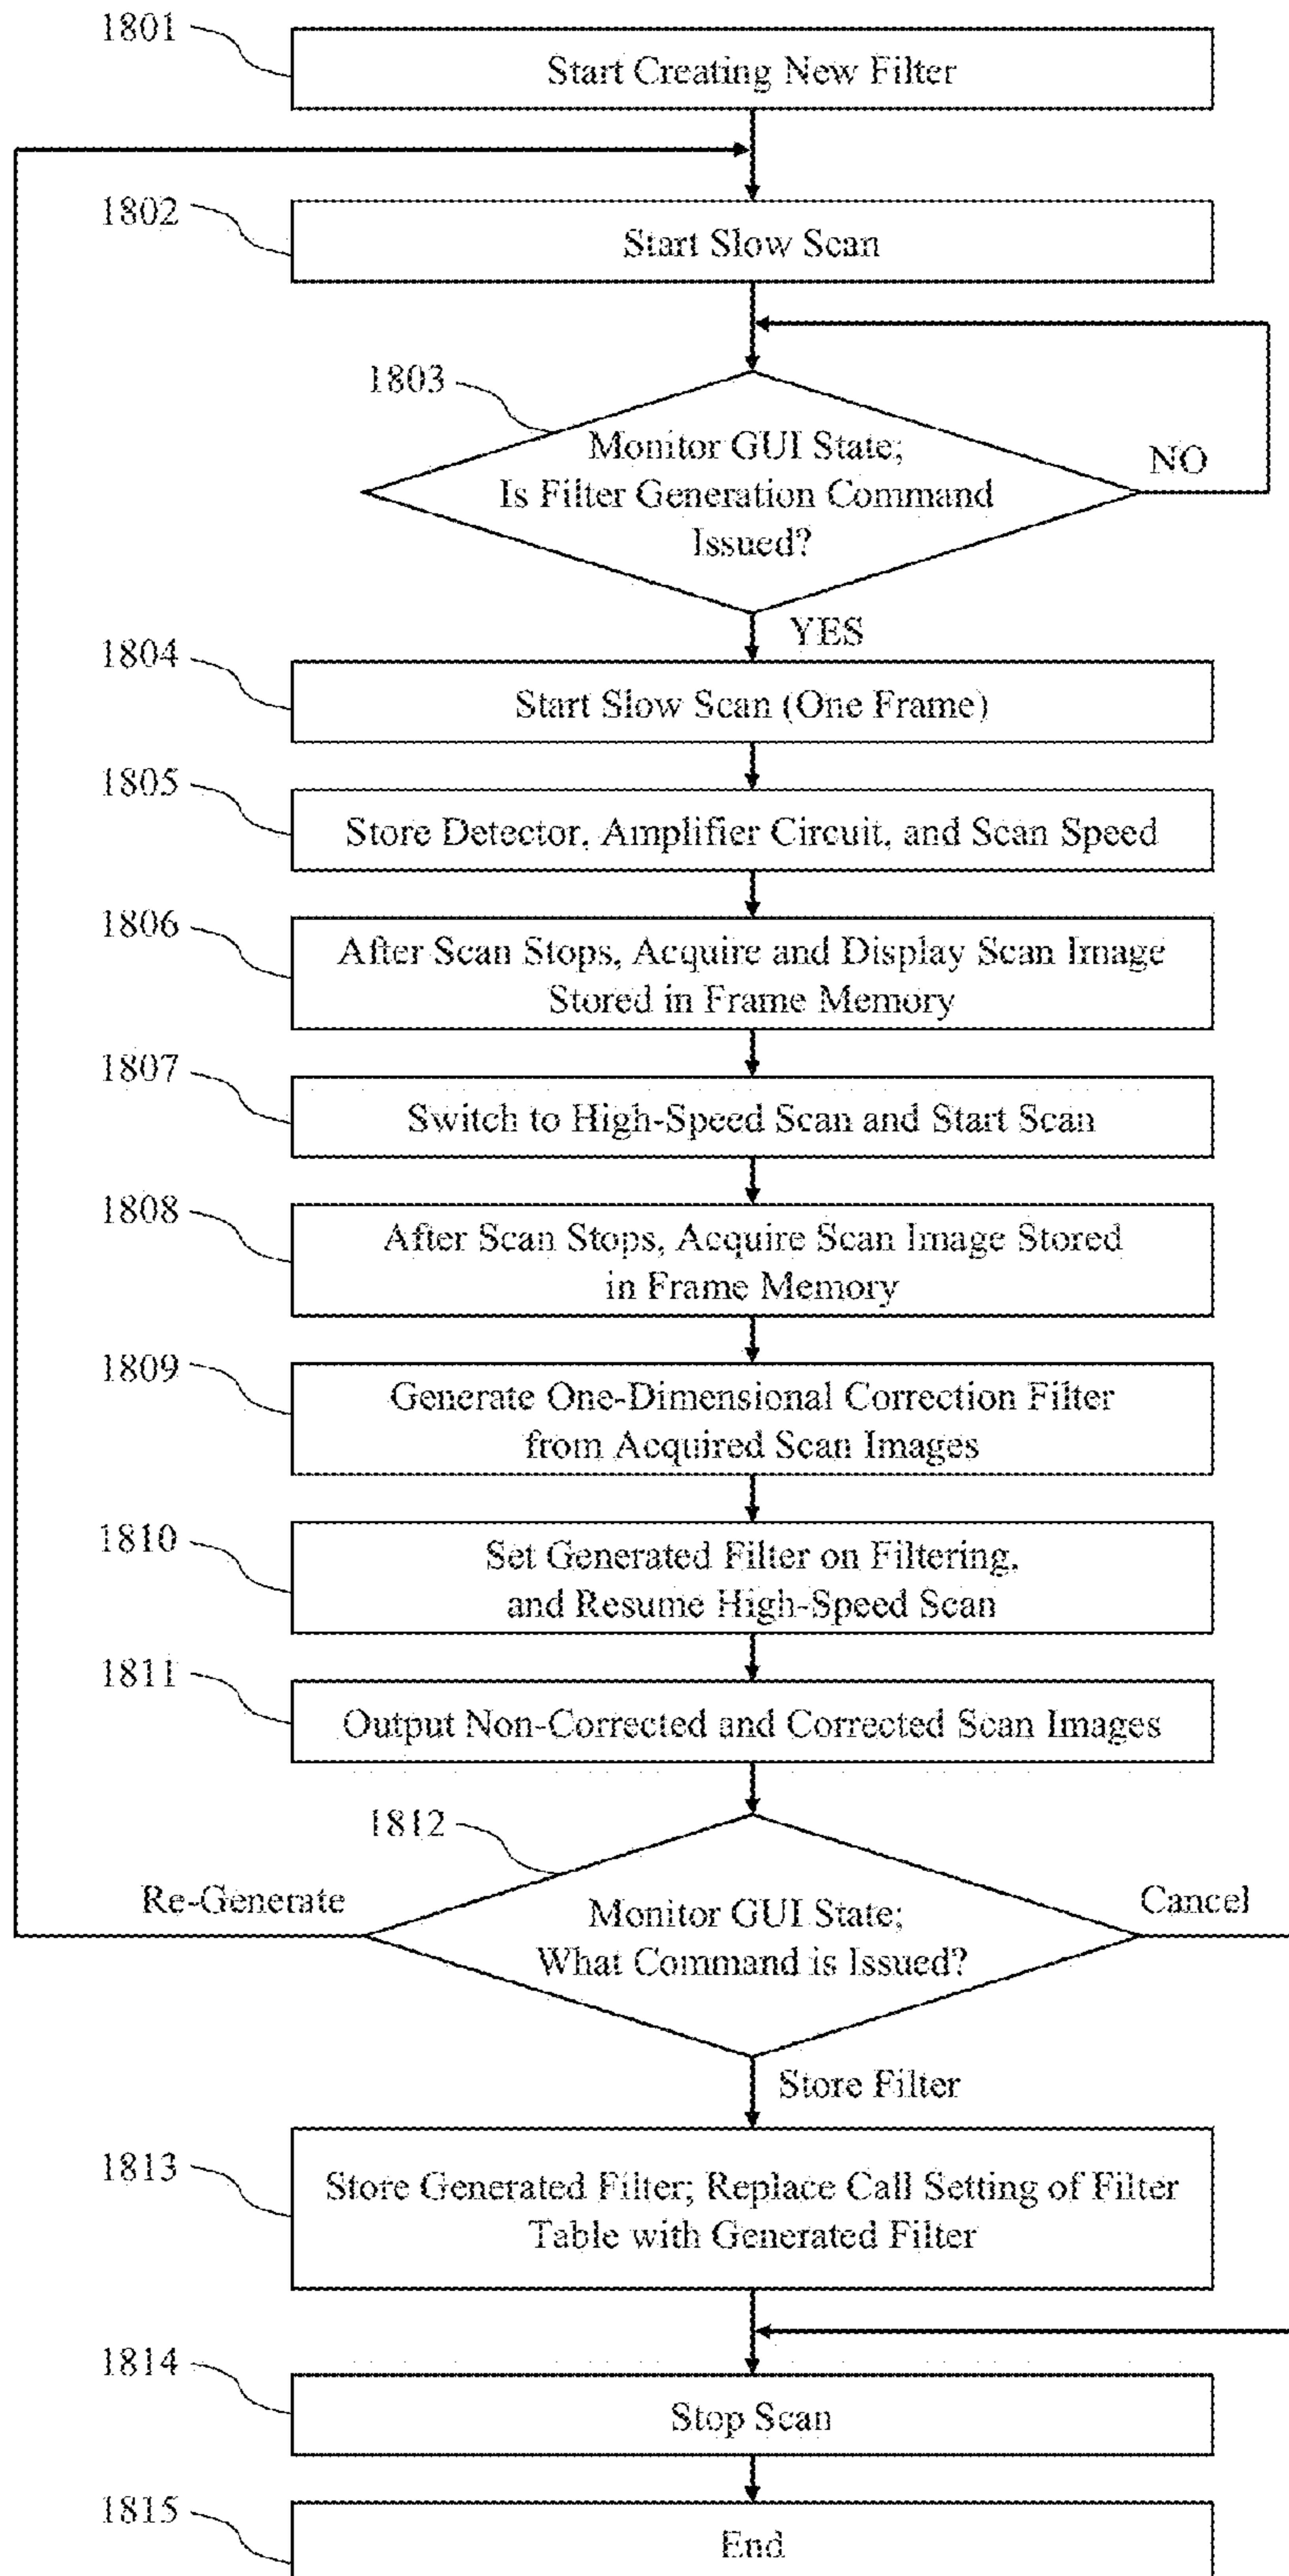 1801
Start Creating New Filter
1802
Start Slow Scan
1803
Monitor GUI State;
Is Filter Generation Command
Issued?
NO
YES
1804
Start Slow Scan (One Frame)
1805
Store Detector, Amplifier Circuit, and Scan Speed
1806
After Scan Stops, Acquire and Display Scan Image
Stored in Frame Memory
1807
Switch to High-Speed Scan and Start Scan
1808
After Scan Stops, Acquire Scan Image Stored
in Frame Memory
1809
Generate One-Dimensional Correction Filter
from Acquired Scan Images
1810
Set Generated Filter on Filtering,
and Resume High-Speed Scan
1811
Output Non-Corrected and Corrected Scan Images
1812
Re-Generate
Monitor GUI State;
What Command is Issued?
Cancel
Store Filter
1813
Store Generated Filter; Replace Call Setting of Filter
Table with Generated Filter
1814
Stop Scan
1815
End